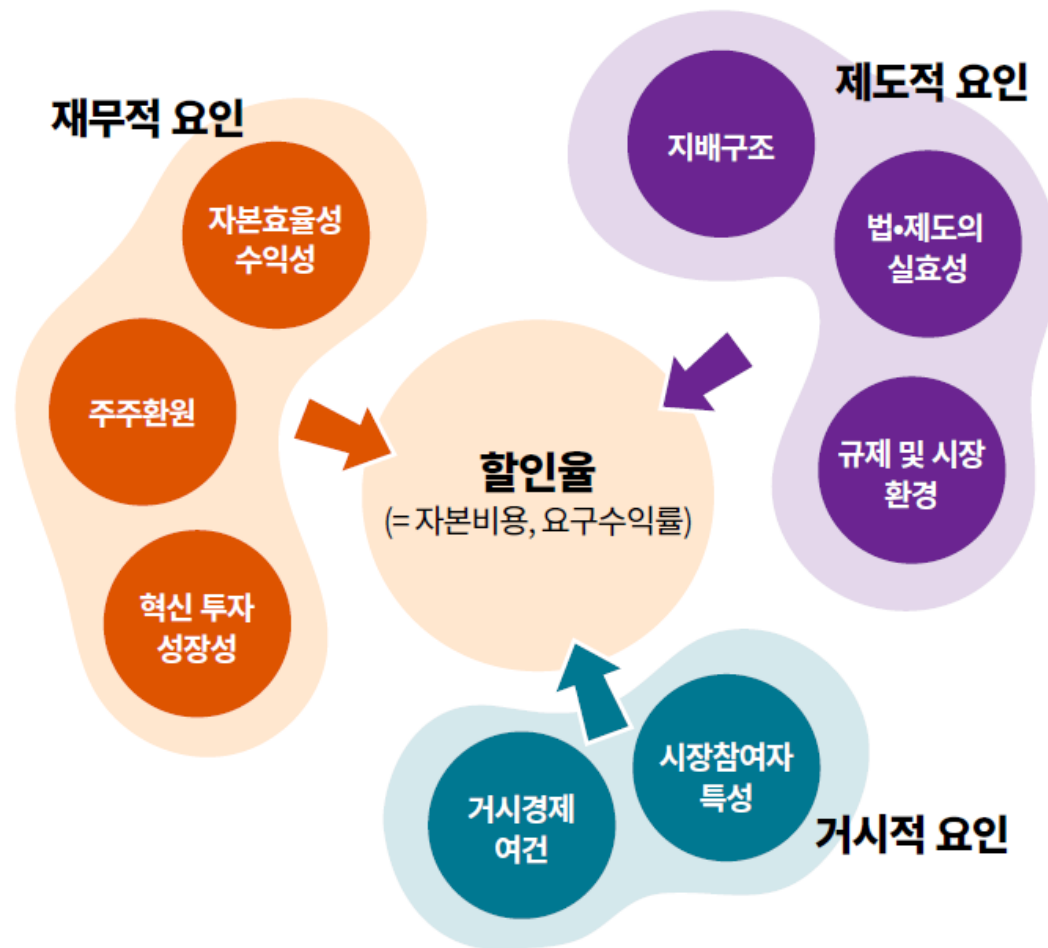 재무적 요인
자본효율성
수익성
주주환원
혁신 투자
성장성
제도적 요인
지배구조
법•제도의
실효성
규제 및 시장
환경
할인율
(= 자본비용, 요구수익률)
거시경제
여건
시장참여자
특성
거시적 요인